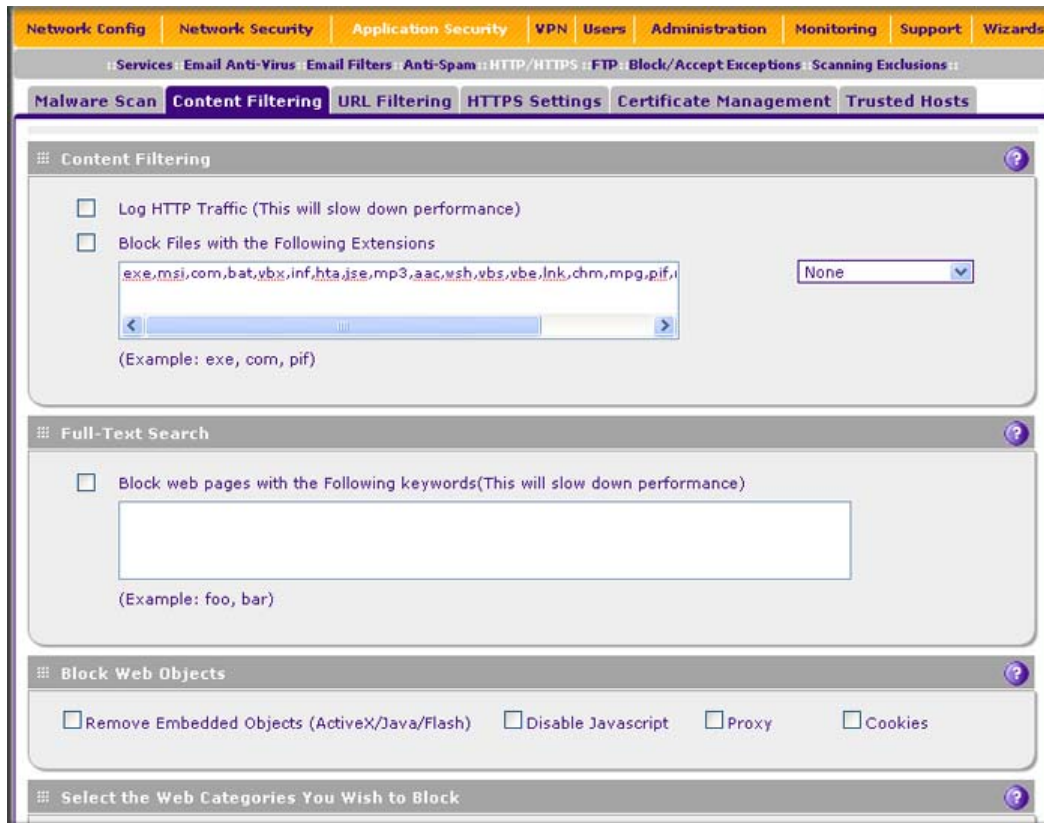 Network Config Network Security Application Security VPN Users Administration Monitoring Support Wizards
:: Services :: Email Anti-Virus :: Email Filters :: Anti-Spam :: HTTP/HTTPS :: FTP :: Block/Accept Exceptions :: Scanning Exclusions ::
Malware Scan Content Filtering URL Filtering HTTPS Settings Certificate Management Trusted Hosts
Content Filtering ?
Log HTTP Traffic (This will slow down performance)
Block Files with the Following Extensions
exe,msi,com,bat,vbx,inf,hta,jse,mp3,aac,wsh,vbs,vbe,lnk,chm,mpg,pif, None
(Example: exe, com, pif)
Full-Text Search ?
Block web pages with the Following keywords(This will slow down performance)
(Example: foo, bar)
Block Web Objects ?
Remove Embedded Objects (ActiveX/Java/Flash) Disable Javascript Proxy Cookies
Select the Web Categories You Wish to Block ?